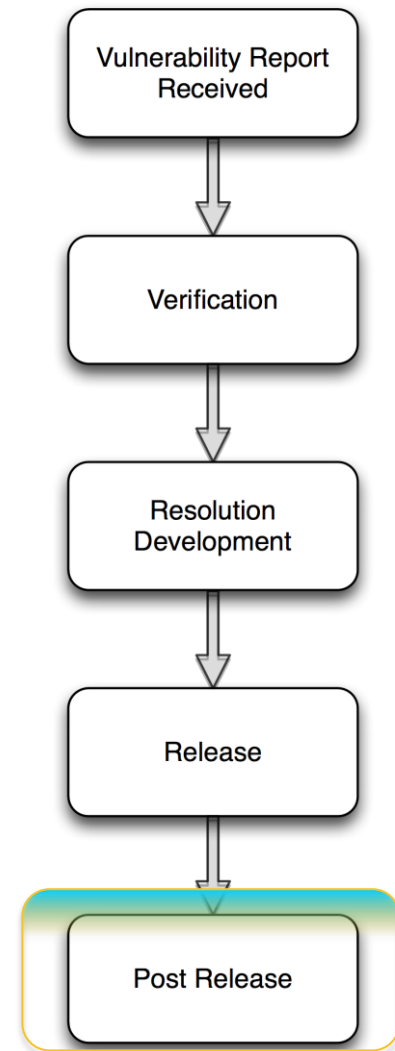 Vulnerability Report
Received
Verification
Resolution
Development
Release
Post Release